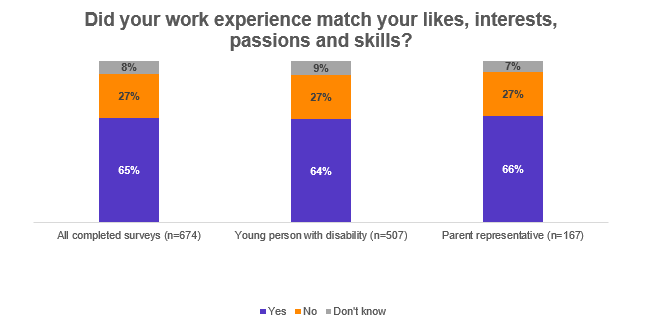 Did your work experience match your likes, interests,
passions and skills?
8%
9%
7%
27%
27%
27%
65%
64%
66%
All completed surveys (n=674)
Young person with disability (n=507)
Parent representative (n=167)
Yes
No
Don't know